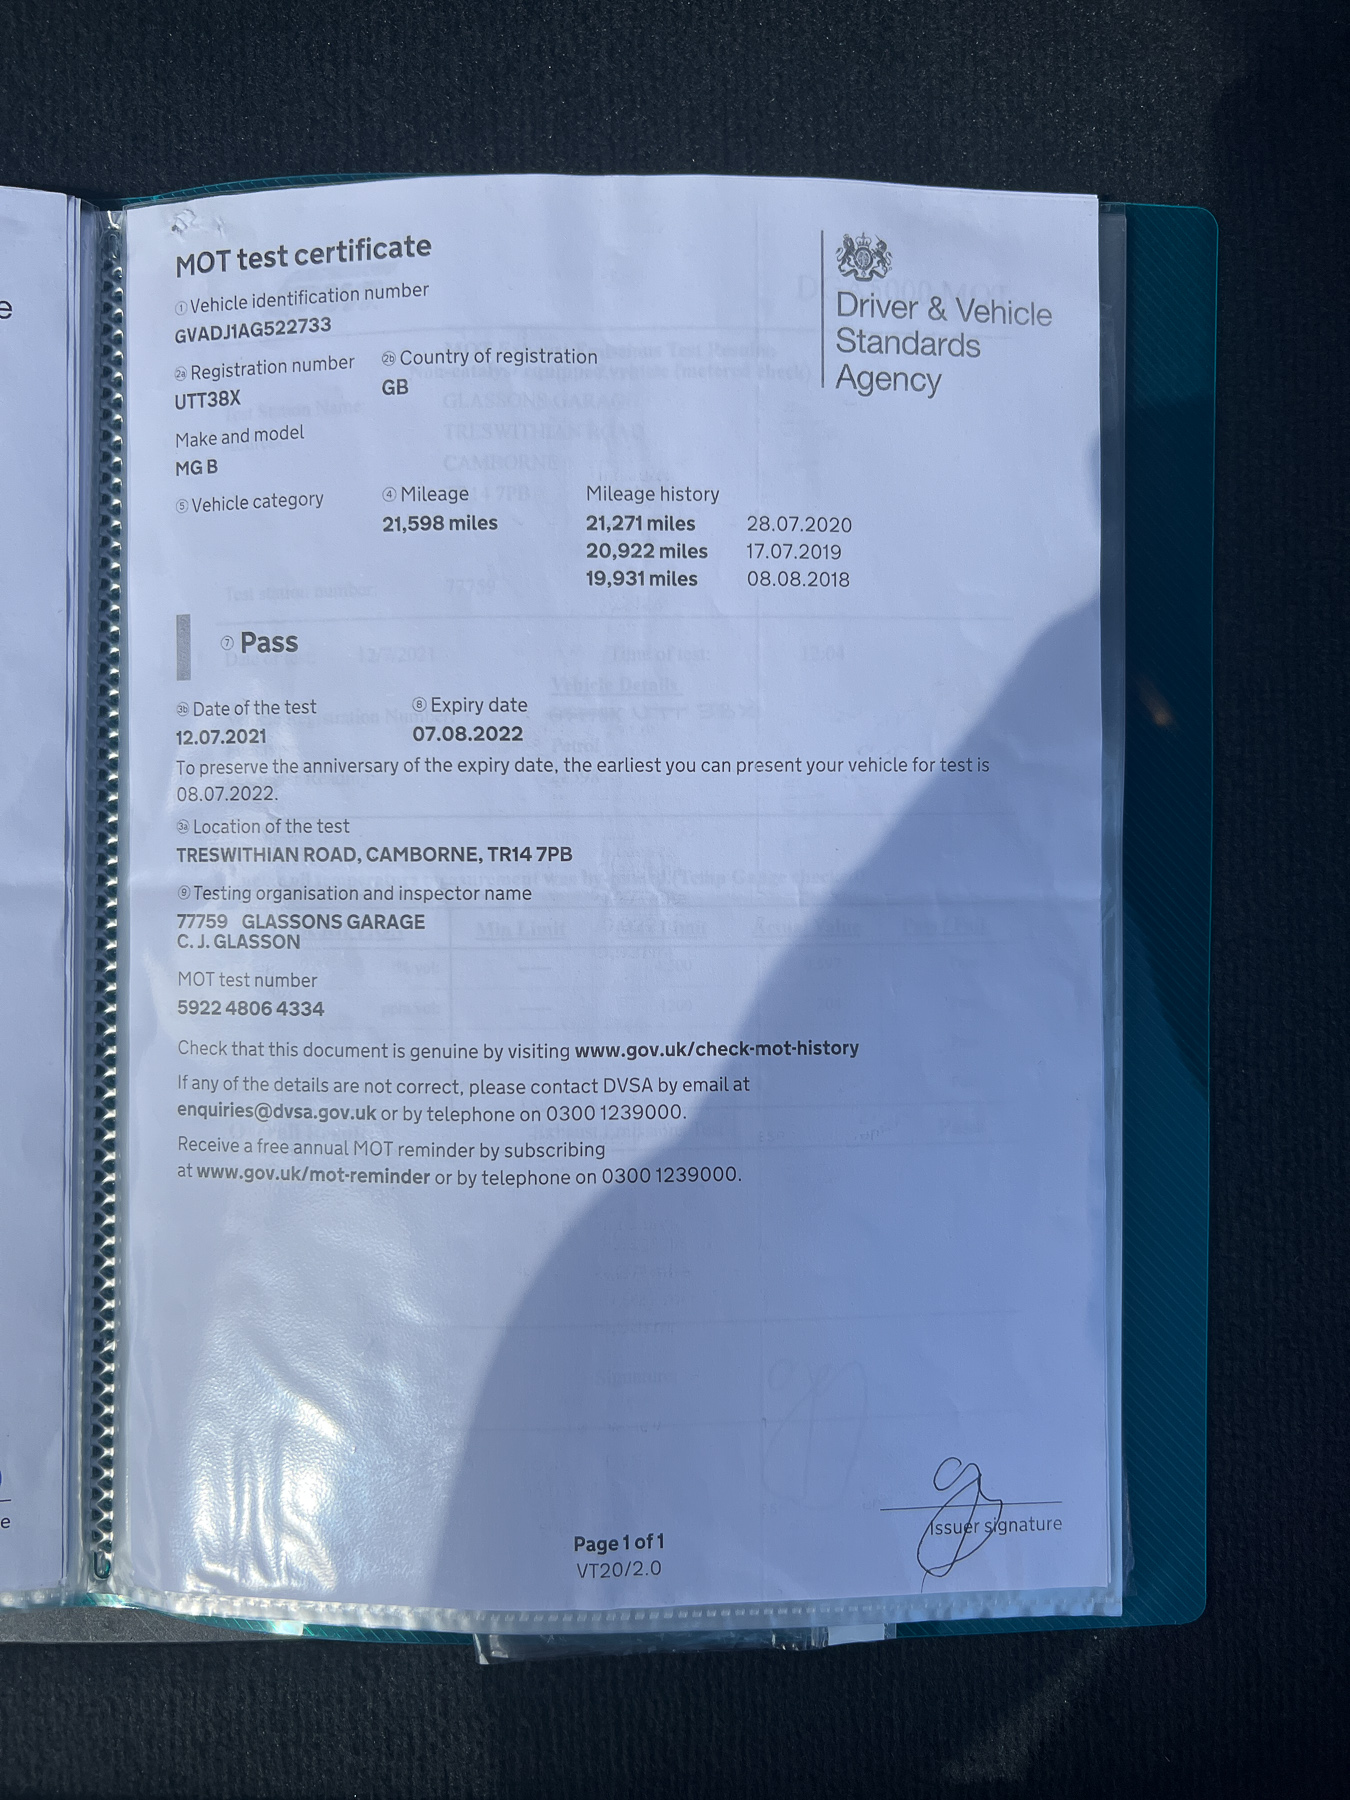 MOT test certificate
Driver & Vehicle
Standards
Agency
① Vehicle identification number
GVADJ1AG522733
2a Registration number
UTT38X
2b Country of registration
GB
Make and model
MG B
⑤ Vehicle category
④ Mileage
21,598 miles
Mileage history
21,271 miles 28.07.2020
20,922 miles 17.07.2019
19,931 miles 08.08.2018
⑦ Pass
3b Date of the test
12.07.2021
⑧ Expiry date
07.08.2022
To preserve the anniversary of the expiry date, the earliest you can present your vehicle for test is
08.07.2022.
3a Location of the test
TRESWITHIAN ROAD, CAMBORNE, TR14 7PB
⑨ Testing organisation and inspector name
77759 GLASSONS GARAGE
C. J. GLASSON
MOT test number
5922 4806 4334
Check that this document is genuine by visiting www.gov.uk/check-mot-history
If any of the details are not correct, please contact DVSA by email at
enquiries@dvsa.gov.uk or by telephone on 0300 1239000.
Receive a free annual MOT reminder by subscribing
at www.gov.uk/mot-reminder or by telephone on 0300 1239000.
Issuer signature
Page 1 of 1
VT20/2.0